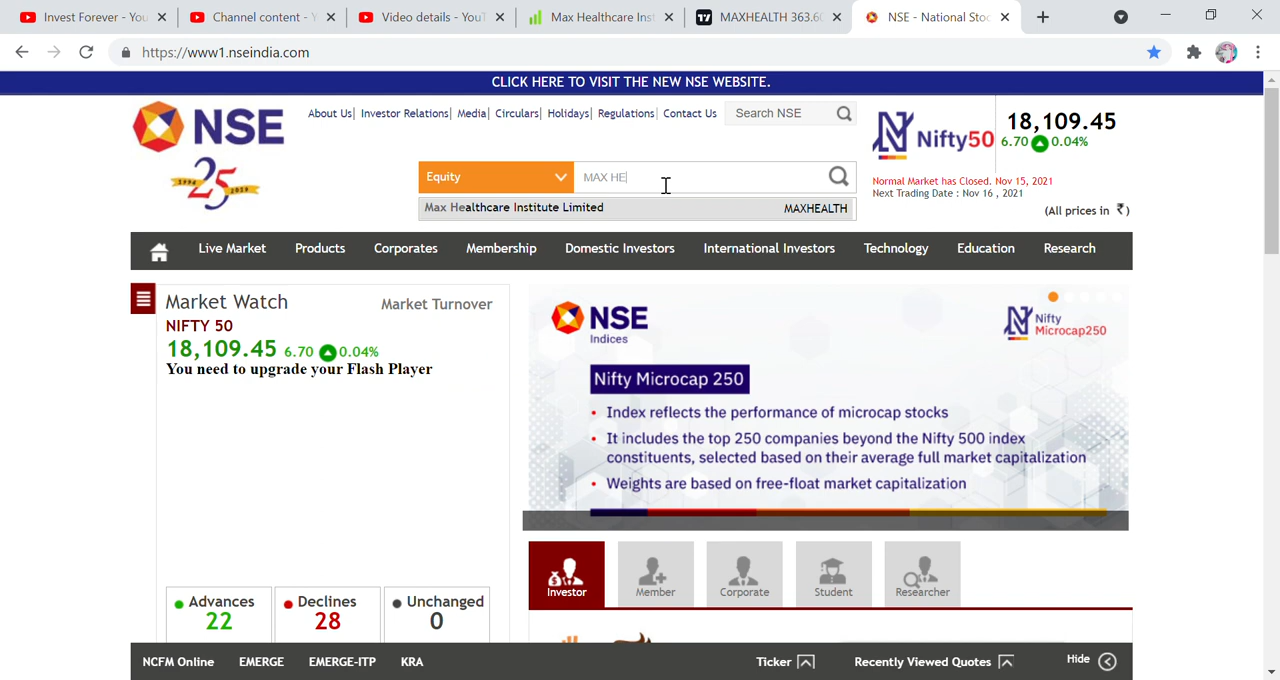 Invest Forever - You
Channel content - Y
Video details - YouT
Max Healthcare Ins
MAXHEALTH 363.60
NSE - National Stoc
https://www1.nseindia.com
CLICK HERE TO VISIT THE NEW NSE WEBSITE.
NSE
About Us| Investor Relations| Media| Circulars| Holidays| Regulations| Contact Us
Search NSE
Nifty50
18,109.45
6.70 0.04%
Equity
MAX HE
Max Healthcare Institute Limited MAXHEALTH
Normal Market has Closed. Nov 15, 2021
Next Trading Date : Nov 16 , 2021
(All prices in ₹)
Live Market Products Corporates Membership Domestic Investors International Investors Technology Education Research
Market Watch Market Turnover
NIFTY 50
18,109.45 6.70 0.04%
You need to upgrade your Flash Player
Advances
22
Declines
28
Unchanged
0
NSE
Indices
Nifty
Microcap250
Nifty Microcap 250
• Index reflects the performance of microcap stocks
• It includes the top 250 companies beyond the Nifty 500 index
constituents, selected based on their average full market capitalization
• Weights are based on free-float market capitalization
Investor
Member
Corporate
Student
Researcher
NCFM Online EMERGE EMERGE-ITP KRA Ticker Recently Viewed Quotes Hide